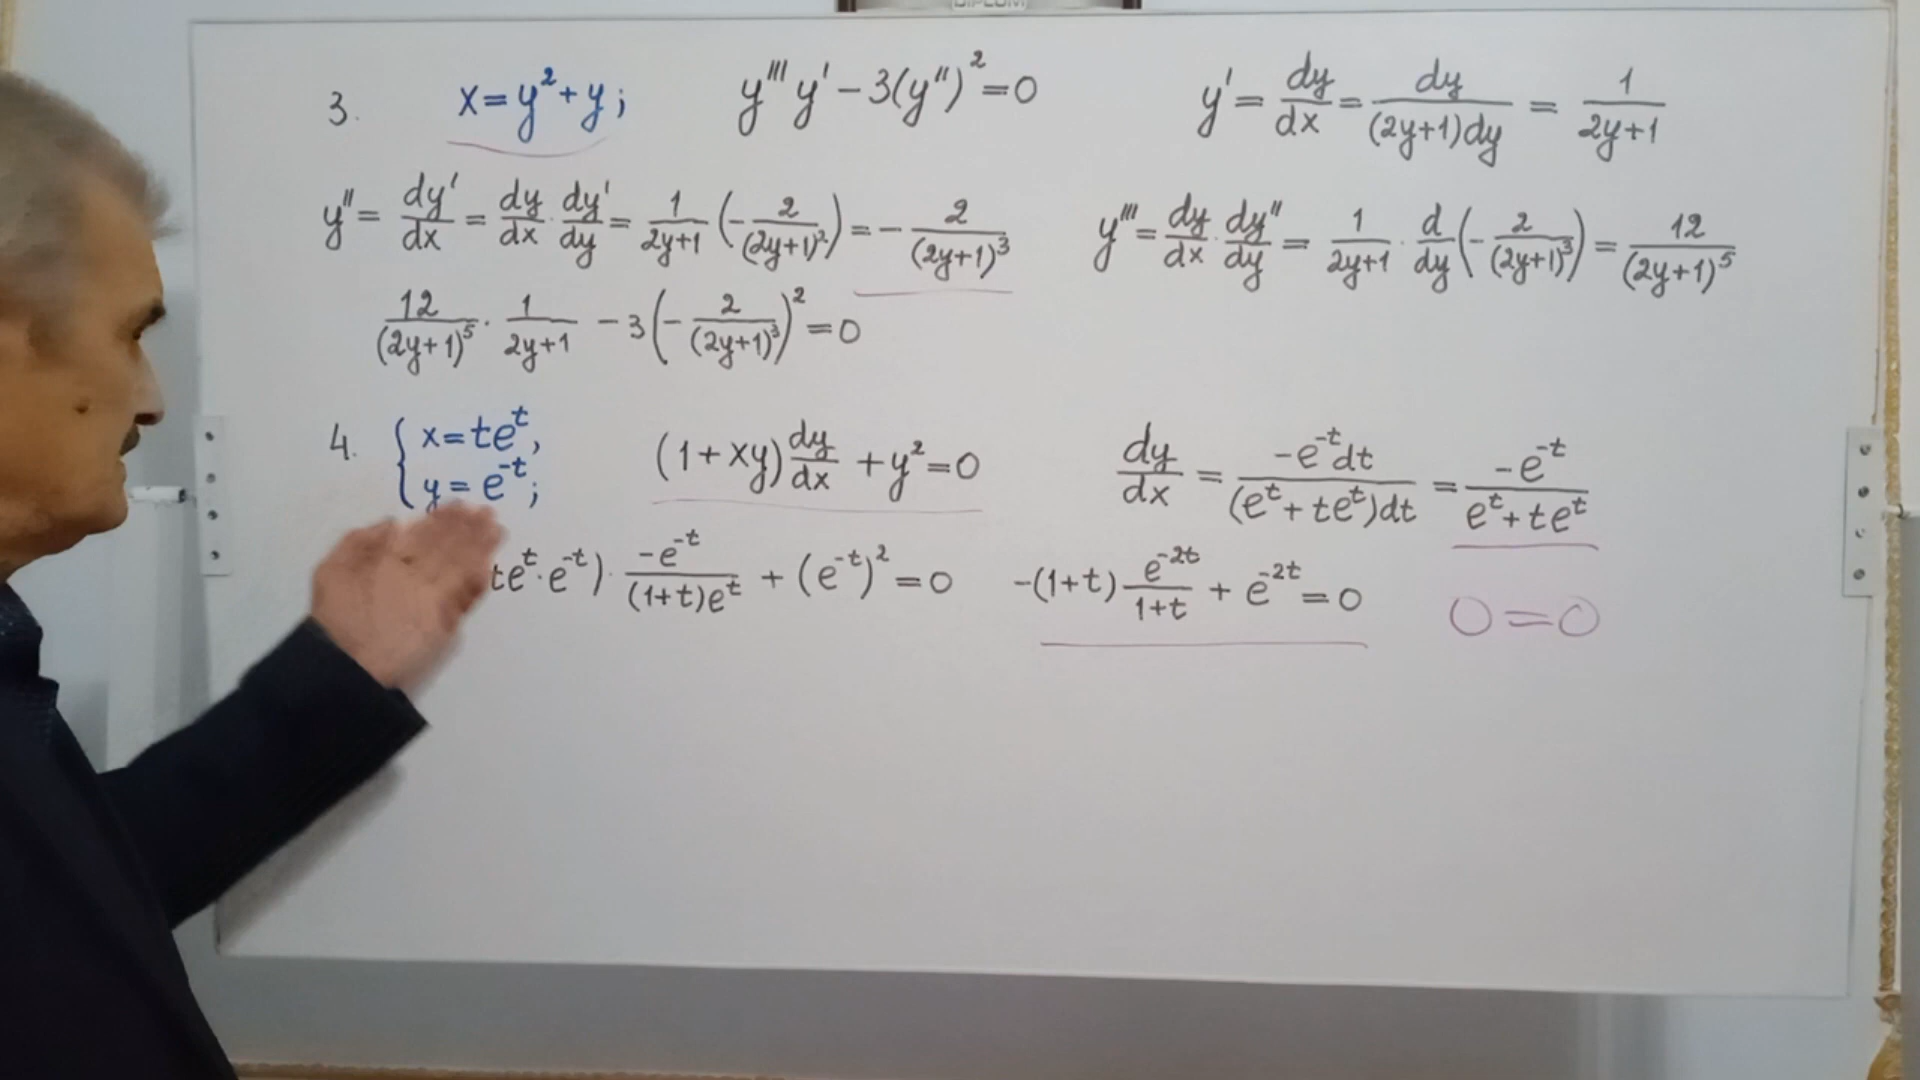 DIPLOM
3. x=y²+y; y'''y'-3(y'')²=0 y'=dy/dx=dy/(2y+1)dy=1/(2y+1)
y''=dy'/dx=dy/dx·dy'/dy=1/(2y+1)(-2/(2y+1)²)=-2/(2y+1)³ y'''=dy/dx·dy''/dy=1/(2y+1)·d/dy(-2/(2y+1)³)=12/(2y+1)⁵
12/(2y+1)⁵·1/(2y+1)-3(-2/(2y+1)³)²=0
4. {x=te^t, y=e^-t; (1+xy)dy/dx+y²=0 dy/dx=-e^-t dt/(e^t+te^t)dt=-e^-t/(e^t+te^t)
te^t·e^-t)·-e^-t/(1+t)e^t+(e^-t)²=0 -(1+t)e^-2t/(1+t)+e^-2t=0 0=0